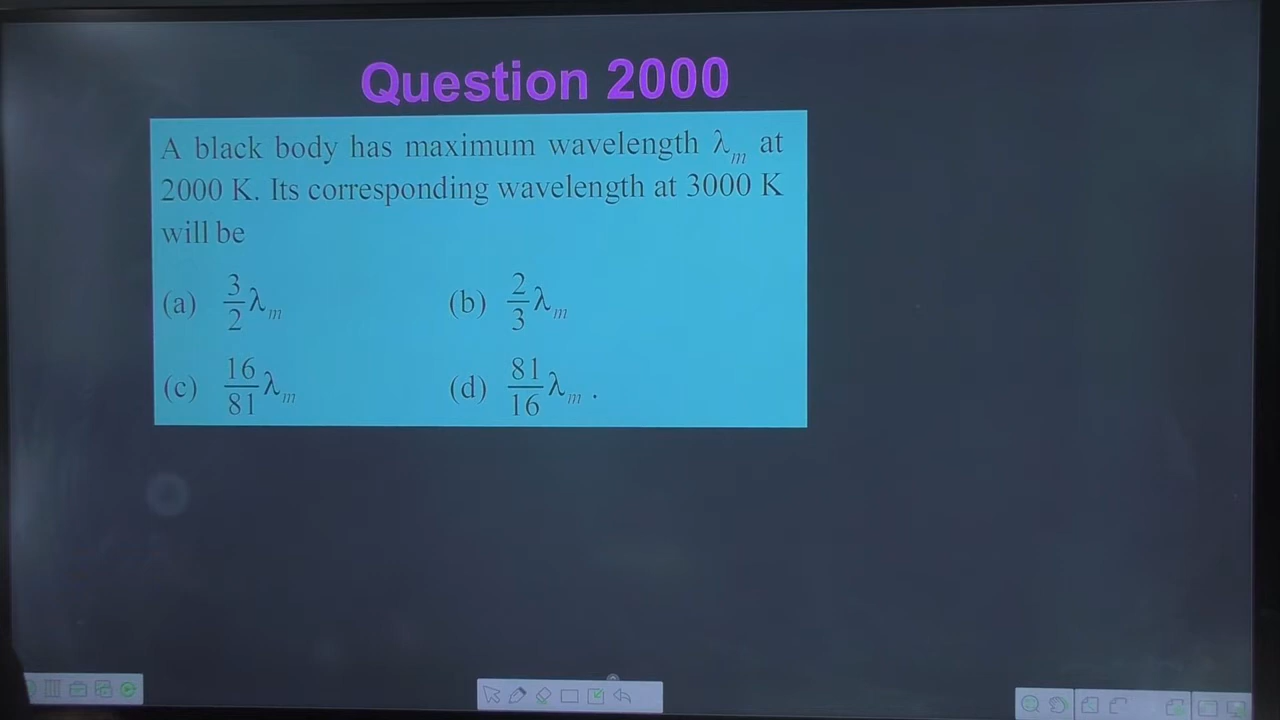 Question 2000
A black body has maximum wavelength λₘ at
2000 K. Its corresponding wavelength at 3000 K
will be
(a) 3/2 λₘ (b) 2/3 λₘ
(c) 16/81 λₘ (d) 81/16 λₘ .